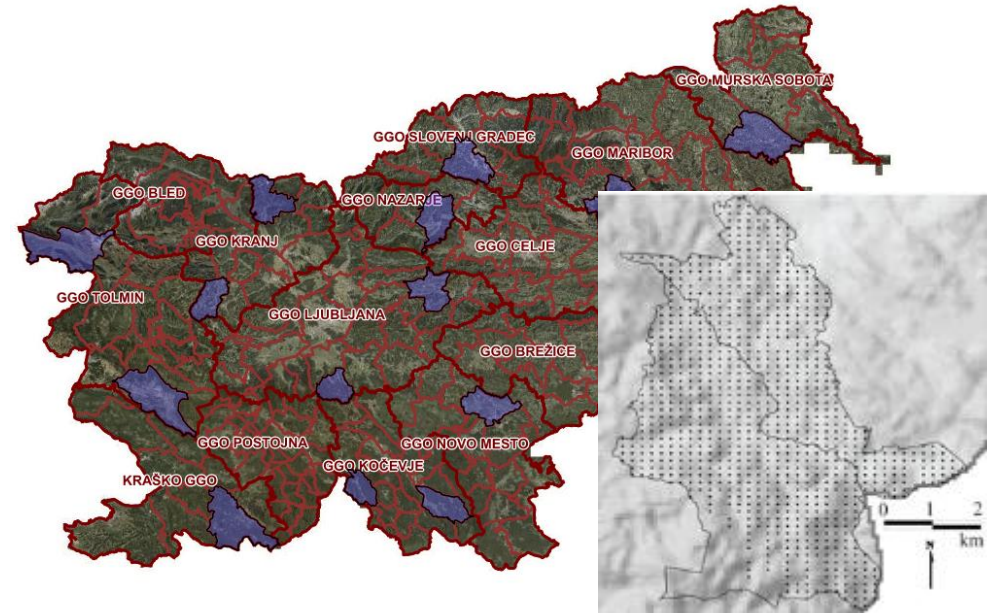 GGO MURSKA SOBOTA
GGO SLOVENJ GRADEC
GGO MARIBOR
GGO BLED
GGO NAZARJE
GGO KRANJ
GGO CELJE
GGO TOLMIN
GGO LJUBLJANA
GGO BREŽICE
GGO POSTOJNA
GGO NOVO MESTO
GGO KOČEVJE
KRAŠKO GGO
0 1 2
km
N